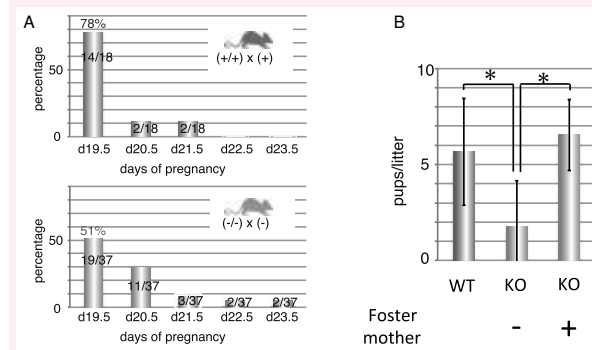 A
78%
(+/+) x (+)
14/18
50
percentage
2/18
2/18
0
d19.5 d20.5 d21.5 d22.5 d23.5
days of pregnancy
(-/-) x (-)
51%
50
percentage
19/37
11/37
3/37
2/37
2/37
0
d19.5 d20.5 d21.5 d22.5 d23.5
days of pregnancy
B
10
* *
pups/litter
5
0
WT KO KO
Foster
mother
- +